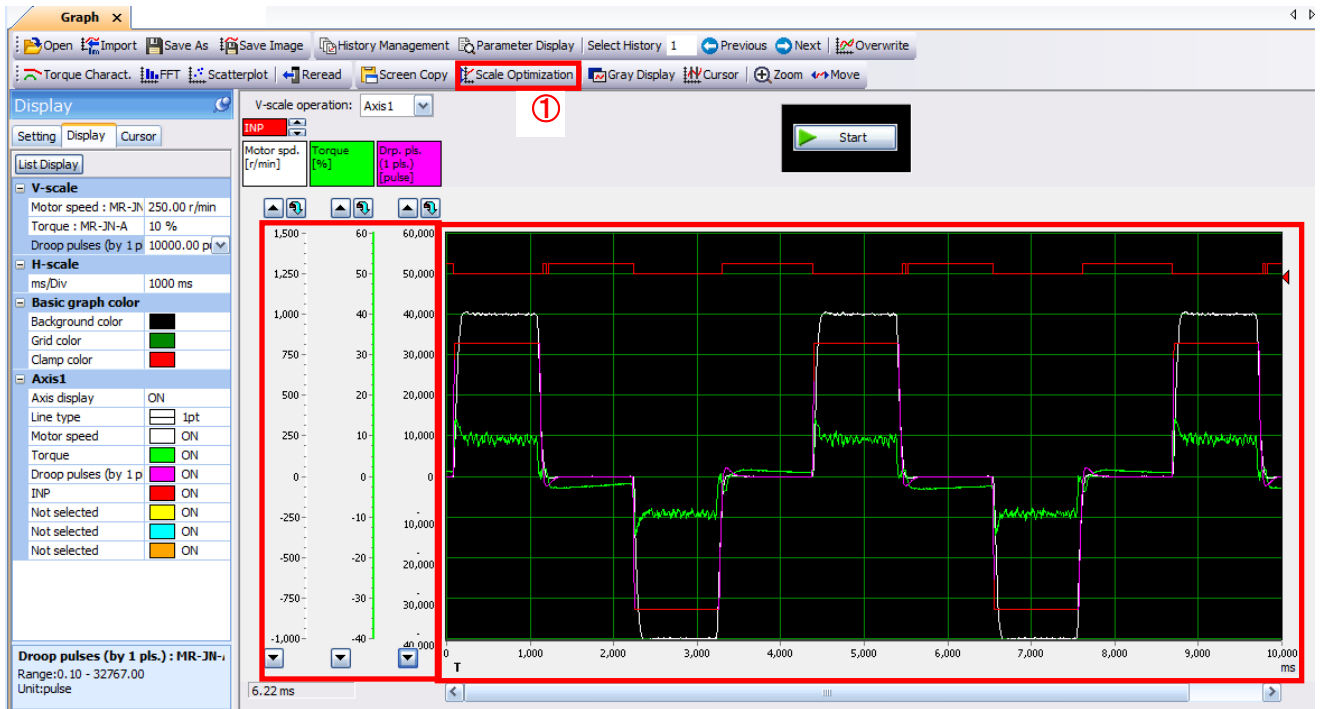 Graph ×
Open Import Save As Save Image History Management Parameter Display Select History 1 Previous Next Overwrite
Torque Charact. FFT Scatterplot Reread Screen Copy Scale Optimization Gray Display Cursor Zoom Move
①
Display
Setting Display Cursor
List Display
V-scale
Motor speed : MR-JN 250.00 r/min
Torque : MR-JN-A 10 %
Droop pulses (by 1 p 10000.00 p
H-scale
ms/Div 1000 ms
Basic graph color
Background color
Grid color
Clamp color
Axis1
Axis display ON
Line type 1pt
Motor speed ON
Torque ON
Droop pulses (by 1 p ON
INP ON
Not selected ON
Not selected ON
Not selected ON
Droop pulses (by 1 pls.) : MR-JN-
Range:0.10 - 32767.00
Unit:pulse
V-scale operation: Axis1
INP
Motor spd. Torque Drp. pls.
[r/min] [%] (1 pls.)
[pulse]
Start
1,500 60 60,000
1,250 50 50,000
1,000 40 40,000
750 30 30,000
500 20 20,000
250 10 10,000
0 0 0
-250 -10 -10,000
-500 -20 -20,000
-750 -30 -30,000
-1,000 -40 -40,000
0 1,000 2,000 3,000 4,000 5,000 6,000 7,000 8,000 9,000 10,000
T ms
6.22 ms